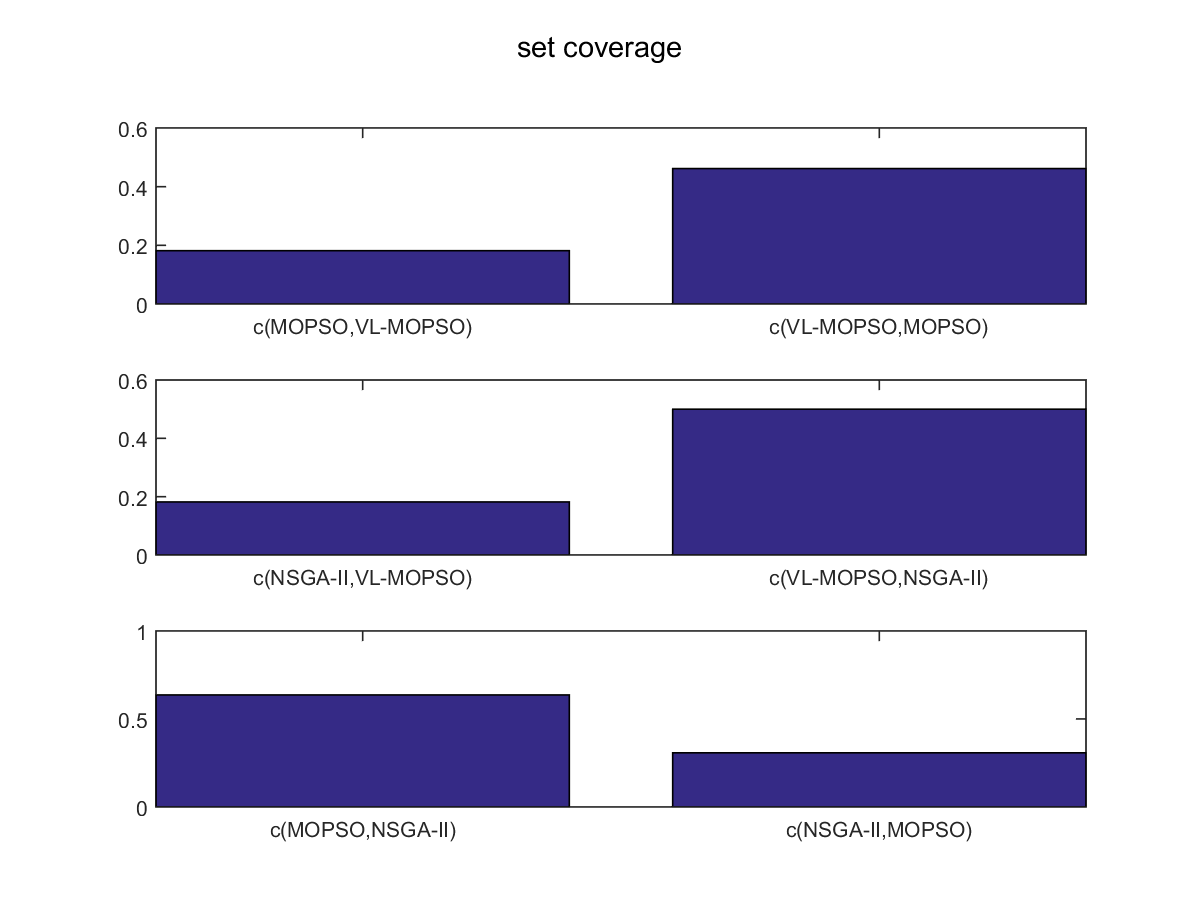 set coverage
0.6
0.4
0.2
0
c(MOPSO,VL-MOPSO) c(VL-MOPSO,MOPSO)
0.6
0.4
0.2
0
c(NSGA-II,VL-MOPSO) c(VL-MOPSO,NSGA-II)
1
0.5
0
c(MOPSO,NSGA-II) c(NSGA-II,MOPSO)